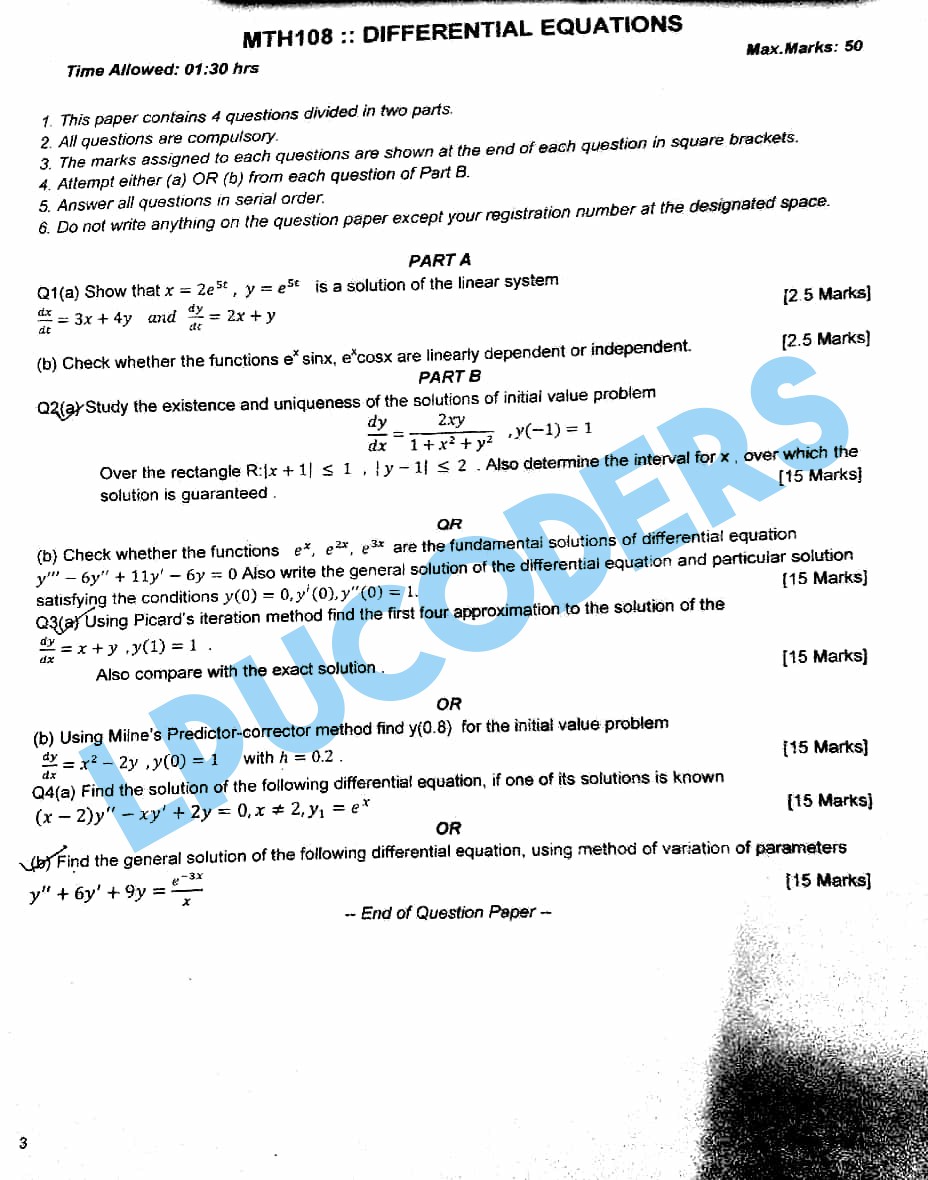 MTH108 :: DIFFERENTIAL EQUATIONS
Time Allowed: 01:30 hrs
Max.Marks: 50
1. This paper contains 4 questions divided in two parts.
2. All questions are compulsory.
3. The marks assigned to each questions are shown at the end of each question in square brackets.
4. Attempt either (a) OR (b) from each question of Part B.
5. Answer all questions in serial order.
6. Do not write anything on the question paper except your registration number at the designated space.
PART A
Q1(a) Show that x = 2e^{5t} , y = e^{5t} is a solution of the linear system
dx/dt = 3x + 4y and dy/dt = 2x + y
[2.5 Marks]
(b) Check whether the functions e^x sinx, e^x cosx are linearly dependent or independent.
[2.5 Marks]
PART B
Q2(a) Study the existence and uniqueness of the solutions of initial value problem
dy/dx = 2xy/(1 + x² + y²) , y(-1) = 1
Over the rectangle R:|x + 1| ≤ 1 , |y − 1| ≤ 2 . Also determine the interval for x , over which the
solution is guaranteed .
[15 Marks]
OR
(b) Check whether the functions e^x, e^{2x}, e^{3x} are the fundamental solutions of differential equation
y''' − 6y'' + 11y' − 6y = 0 Also write the general solution of the differential equation and particular solution
satisfying the conditions y(0) = 0, y'(0), y''(0) = 1.
[15 Marks]
Q3(a) Using Picard's iteration method find the first four approximation to the solution of the
dy/dx = x + y , y(1) = 1 .
Also compare with the exact solution .
[15 Marks]
OR
(b) Using Milne's Predictor-corrector method find y(0.8) for the initial value problem
dy/dx = x² − 2y , y(0) = 1 with h = 0.2 .
[15 Marks]
Q4(a) Find the solution of the following differential equation, if one of its solutions is known
(x − 2)y'' − xy' + 2y = 0, x ≠ 2, y₁ = e^x
[15 Marks]
OR
(b) Find the general solution of the following differential equation, using method of variation of parameters
y'' + 6y' + 9y = e^{−3x}/x
[15 Marks]
-- End of Question Paper --
3
LPUCODERS